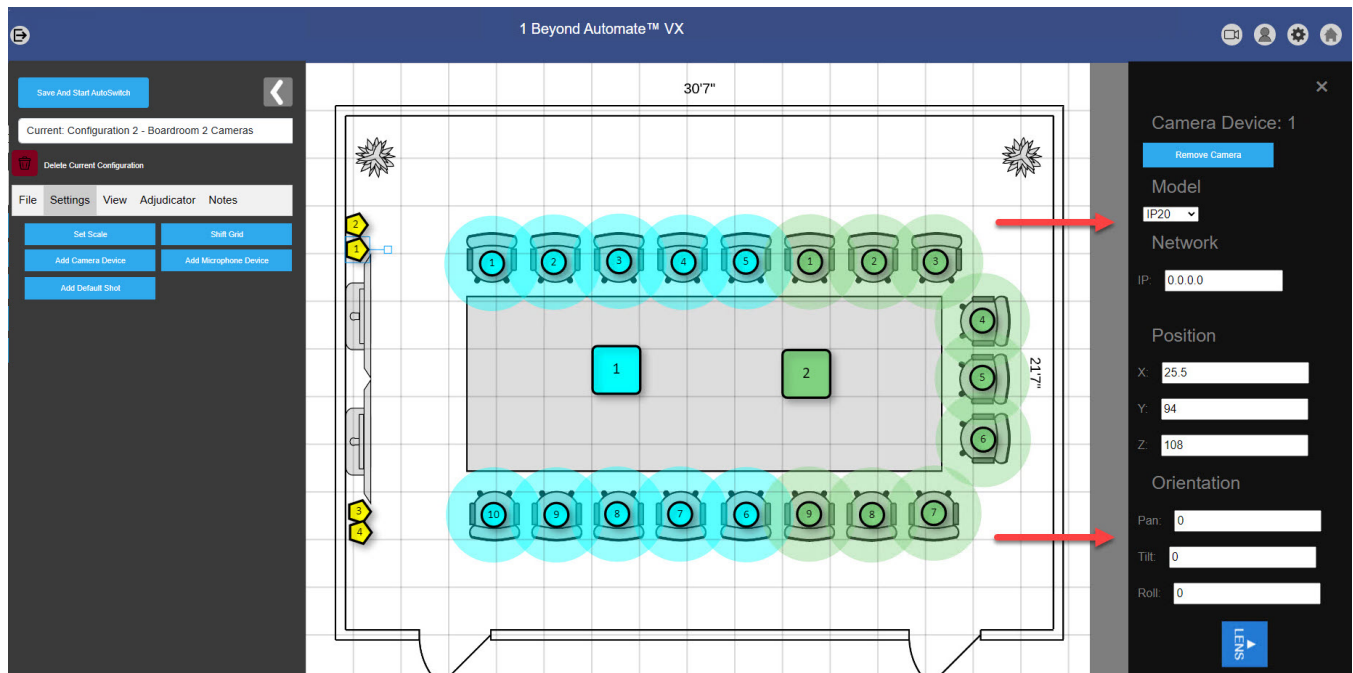 1 Beyond Automate™ VX
Save And Start AutoSwitch
Current: Configuration 2 - Boardroom 2 Cameras
Delete Current Configuration
File Settings View Adjudicator Notes
Set Scale Shift Grid
Add Camera Device Add Microphone Device
Add Default Shot
30'7"
2
1
1 2 3 4 5 1 2 3
4
5
6
1 2
21'7"
3
4
10 9 8 7 6 9 8 7
×
Camera Device: 1
Remove Camera
Model
IP20
Network
IP: 0.0.0.0
Position
X: 25.5
Y: 94
Z: 108
Orientation
Pan: 0
Tilt: 0
Roll: 0
LENS